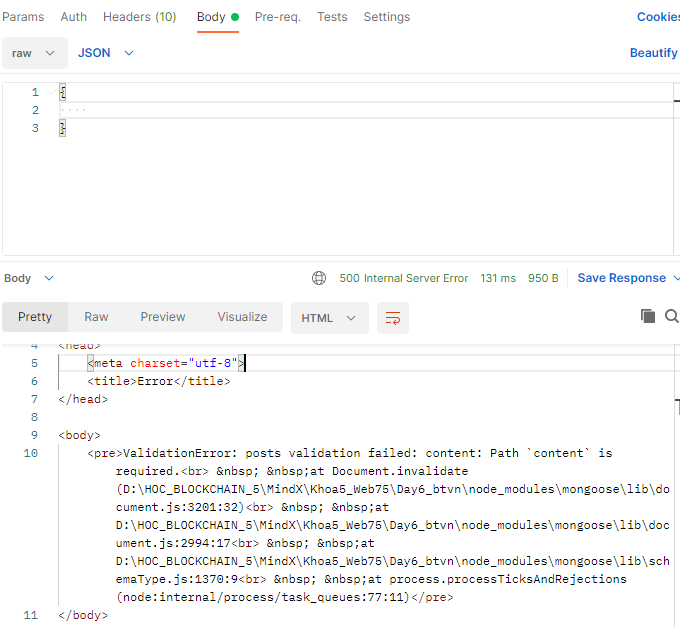 Params Auth Headers (10) Body Pre-req. Tests Settings Cookies
raw JSON Beautify
1 {
2 ····
3 }
Body 500 Internal Server Error 131 ms 950 B Save Response
Pretty Raw Preview Visualize HTML
4 <head>
5 <meta charset="utf-8">
6 <title>Error</title>
7 </head>
8
9 <body>
10 <pre>ValidationError: posts validation failed: content: Path `content` is
required.<br> &nbsp; &nbsp;at Document.invalidate
(D:\HOC_BLOCKCHAIN_5\MindX\Khoa5_Web75\Day6_btvn\node_modules\mongoose\lib\do
cument.js:3201:32)<br> &nbsp; &nbsp;at
D:\HOC_BLOCKCHAIN_5\MindX\Khoa5_Web75\Day6_btvn\node_modules\mongoose\lib\doc
ument.js:2994:17<br> &nbsp; &nbsp;at
D:\HOC_BLOCKCHAIN_5\MindX\Khoa5_Web75\Day6_btvn\node_modules\mongoose\lib\sch
emaType.js:1370:9<br> &nbsp; &nbsp;at process.processTicksAndRejections
(node:internal/process/task_queues:77:11)</pre>
11 </body>